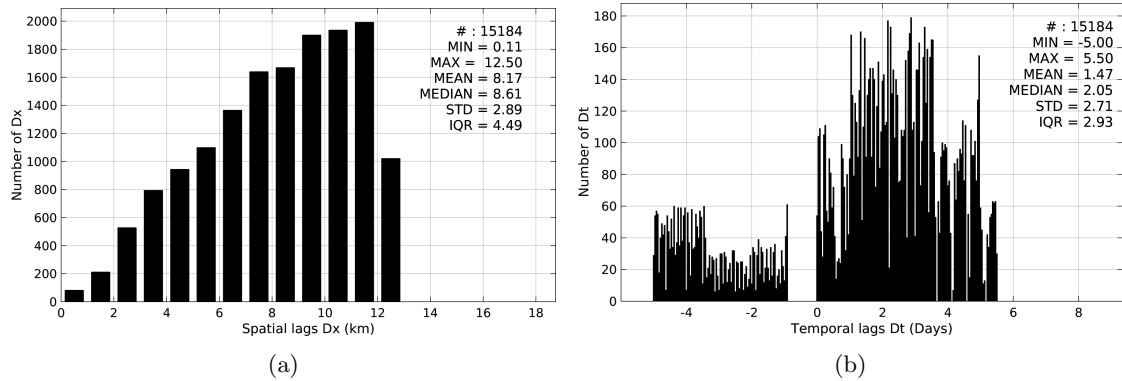 2000
1800
1600
1400
1200
1000
800
600
400
200
0
Number of Dx
# : 15184
MIN = 0.11
MAX = 12.50
MEAN = 8.17
MEDIAN = 8.61
STD = 2.89
IQR = 4.49
0 2 4 6 8 10 12 14 16 18
Spatial lags Dx (km)
(a)
180
160
140
120
100
80
60
40
20
0
Number of Dt
# : 15184
MIN = -5.00
MAX = 5.50
MEAN = 1.47
MEDIAN = 2.05
STD = 2.71
IQR = 2.93
-4 -2 0 2 4 6 8
Temporal lags Dt (Days)
(b)